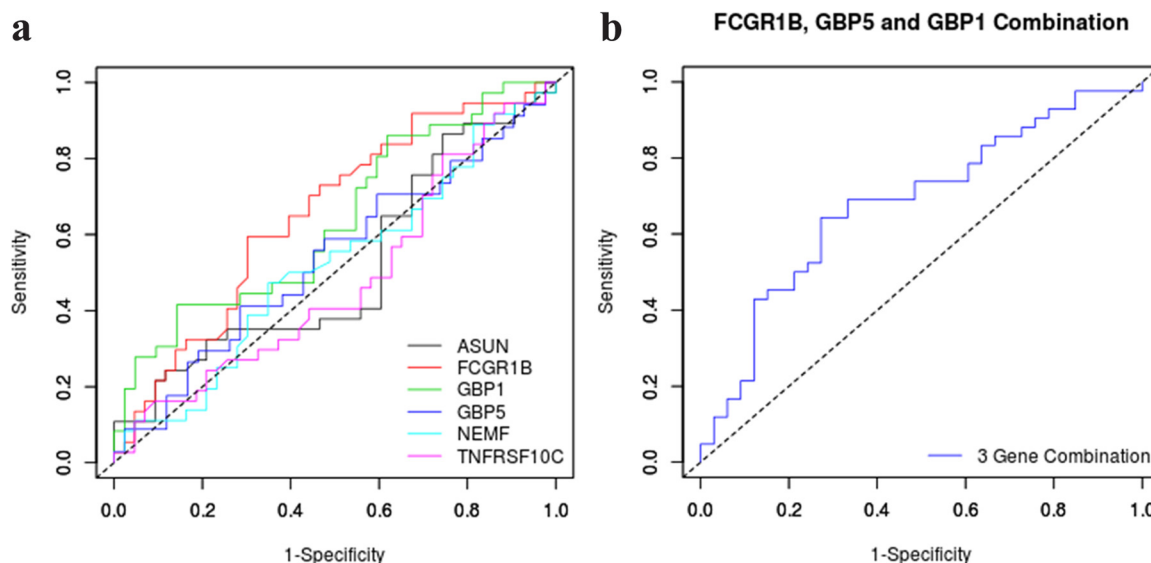 a
1.0
0.8
0.6
0.4
0.2
0.0
Sensitivity
ASUN
FCGR1B
GBP1
GBP5
NEMF
TNFRSF10C
0.0 0.2 0.4 0.6 0.8 1.0
1-Specificity
b
FCGR1B, GBP5 and GBP1 Combination
1.0
0.8
0.6
0.4
0.2
0.0
Sensitivity
3 Gene Combination
0.0 0.2 0.4 0.6 0.8 1.0
1-Specificity